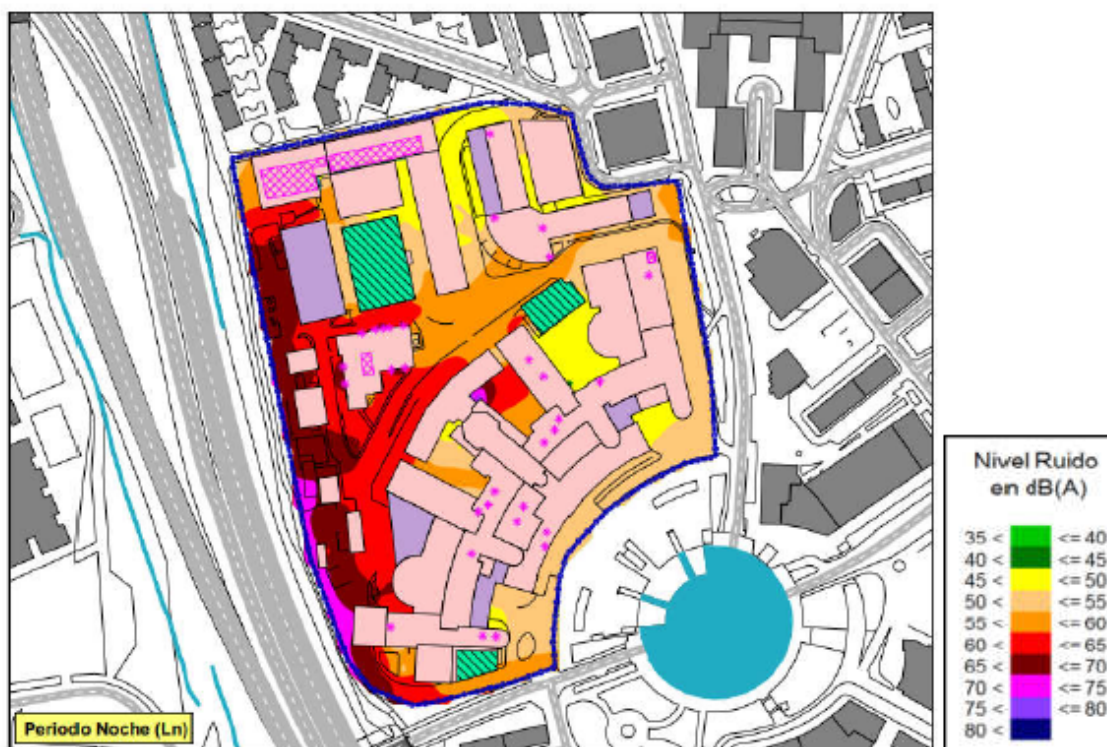 Periodo Noche (Ln)
Nivel Ruido
en dB(A)
35 < <= 40
40 < <= 45
45 < <= 50
50 < <= 55
55 < <= 60
60 < <= 65
65 < <= 70
70 < <= 75
75 < <= 80
80 <